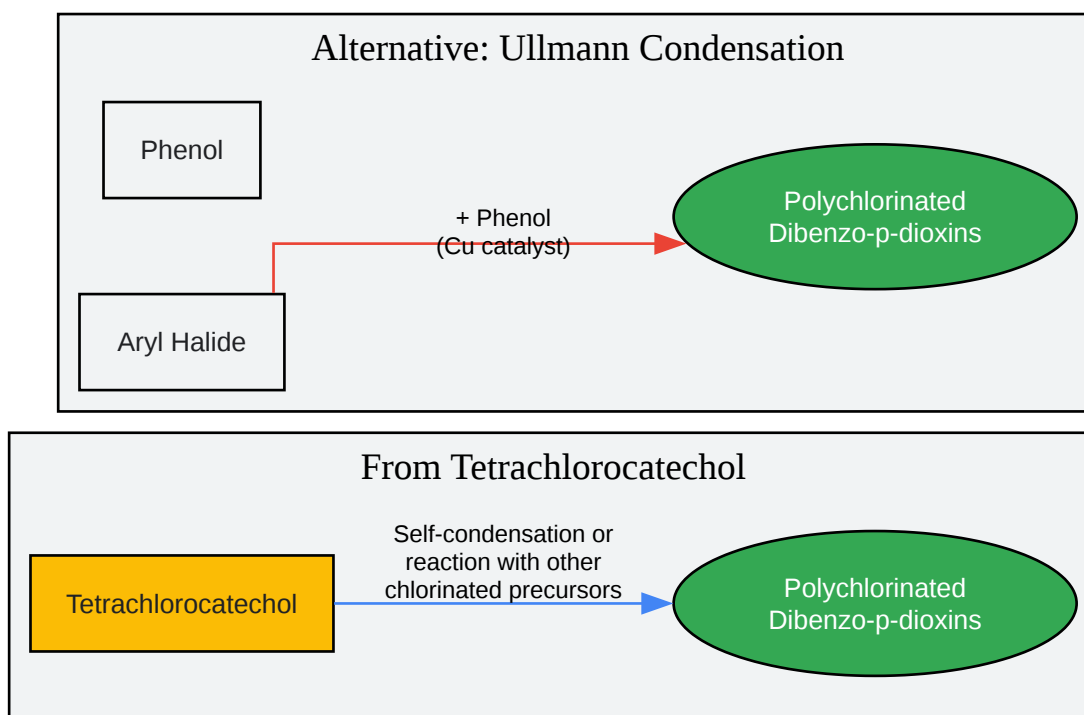 Alternative: Ullmann Condensation
Phenol
Polychlorinated
Dibenzo-p-dioxins
+ Phenol
(Cu catalyst)
Aryl Halide
From Tetrachlorocatechol
Self-condensation or
reaction with other
chlorinated precursors
Tetrachlorocatechol
Polychlorinated
Dibenzo-p-dioxins